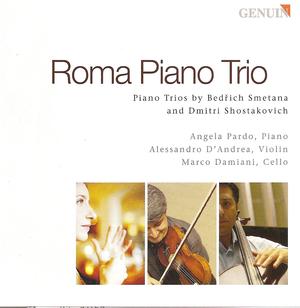 GENUIN
Roma Piano Trio
Piano Trios by Bedřich Smetana
and Dmitri Shostakovich
Angela Pardo, Piano
Alessandro D'Andrea, Violin
Marco Damiani, Cello